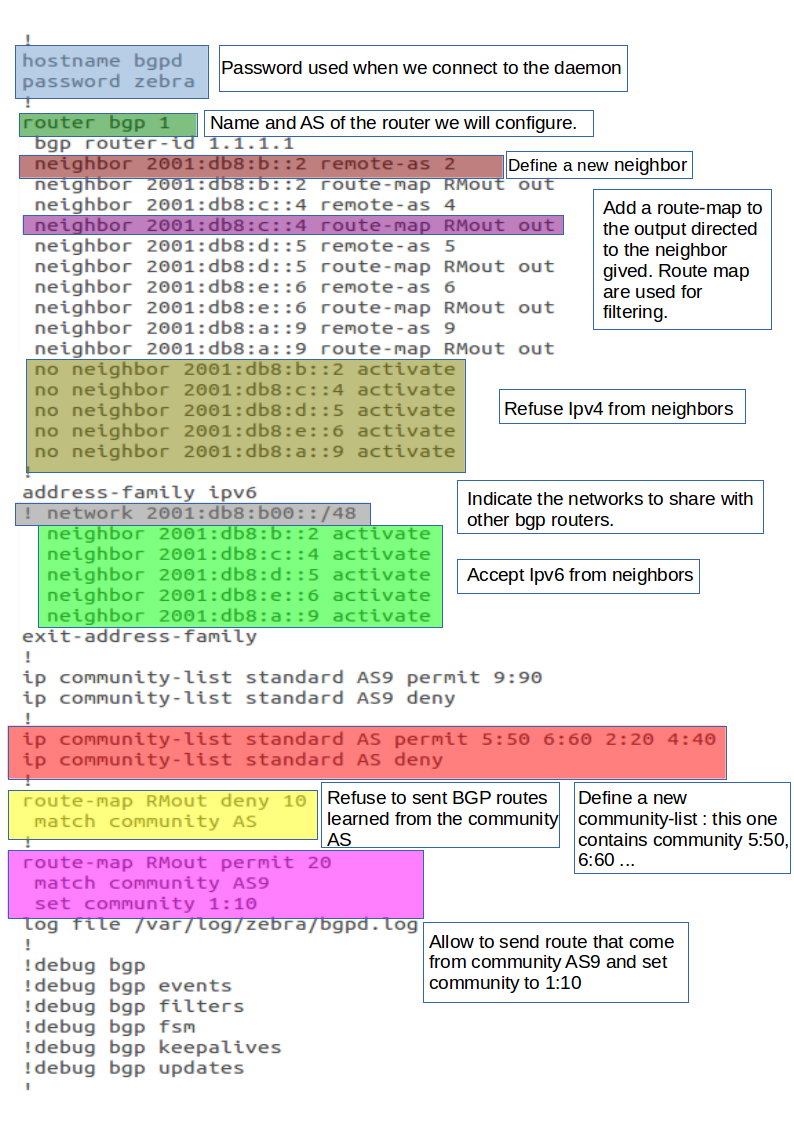 !
hostname bgpd
password zebra
Password used when we connect to the daemon
!
router bgp 1
Name and AS of the router we will configure.
bgp router-id 1.1.1.1
neighbor 2001:db8:b::2 remote-as 2
Define a new neighbor
neighbor 2001:db8:b::2 route-map RMout out
neighbor 2001:db8:c::4 remote-as 4
neighbor 2001:db8:c::4 route-map RMout out
Add a route-map to
the output directed
to the neighbor
gived. Route map
are used for
filtering.
neighbor 2001:db8:d::5 remote-as 5
neighbor 2001:db8:d::5 route-map RMout out
neighbor 2001:db8:e::6 remote-as 6
neighbor 2001:db8:e::6 route-map RMout out
neighbor 2001:db8:a::9 remote-as 9
neighbor 2001:db8:a::9 route-map RMout out
no neighbor 2001:db8:b::2 activate
no neighbor 2001:db8:c::4 activate
no neighbor 2001:db8:d::5 activate
no neighbor 2001:db8:e::6 activate
no neighbor 2001:db8:a::9 activate
Refuse Ipv4 from neighbors
!
address-family ipv6
! network 2001:db8:b00::/48
Indicate the networks to share with
other bgp routers.
neighbor 2001:db8:b::2 activate
neighbor 2001:db8:c::4 activate
neighbor 2001:db8:d::5 activate
neighbor 2001:db8:e::6 activate
neighbor 2001:db8:a::9 activate
Accept Ipv6 from neighbors
exit-address-family
!
ip community-list standard AS9 permit 9:90
ip community-list standard AS9 deny
!
ip community-list standard AS permit 5:50 6:60 2:20 4:40
ip community-list standard AS deny
!
route-map RMout deny 10
match community AS
Refuse to sent BGP routes
learned from the community
AS
Define a new
community-list : this one
contains community 5:50,
6:60 ...
!
route-map RMout permit 20
match community AS9
set community 1:10
log file /var/log/zebra/bgpd.log
Allow to send route that come
from community AS9 and set
community to 1:10
!
!debug bgp
!debug bgp events
!debug bgp filters
!debug bgp fsm
!debug bgp keepalives
!debug bgp updates